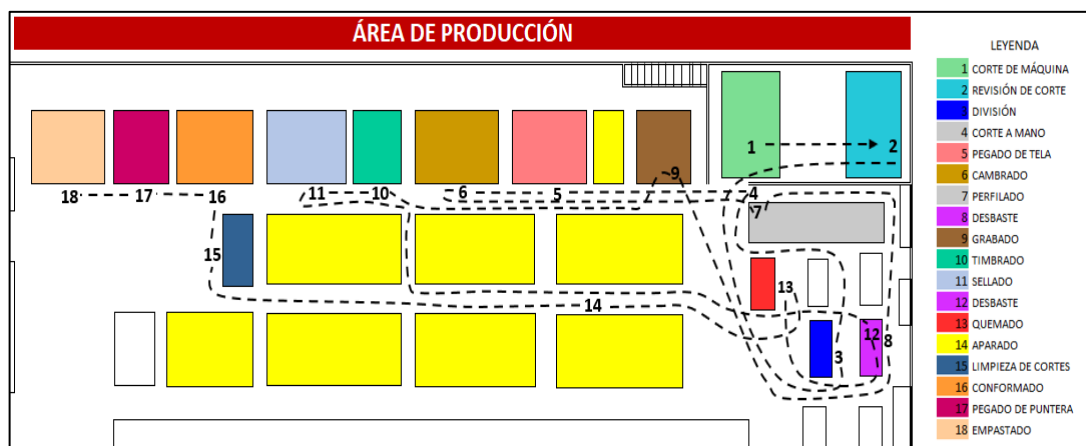 ÁREA DE PRODUCCIÓN
LEYENDA
1 CORTE DE MÁQUINA
2 REVISIÓN DE CORTE
3 DIVISIÓN
4 CORTE A MANO
5 PEGADO DE TELA
6 CAMBRADO
7 PERFILADO
8 DESBASTE
9 GRABADO
10 TIMBRADO
11 SELLADO
12 DESBASTE
13 QUEMADO
14 APARADO
15 LIMPIEZA DE CORTES
16 CONFORMADO
17 PEGADO DE PUNTERA
18 EMPASTADO
1 2
9
18 17 16 11 10 6 5 4
7
15
13
14
12 8
3